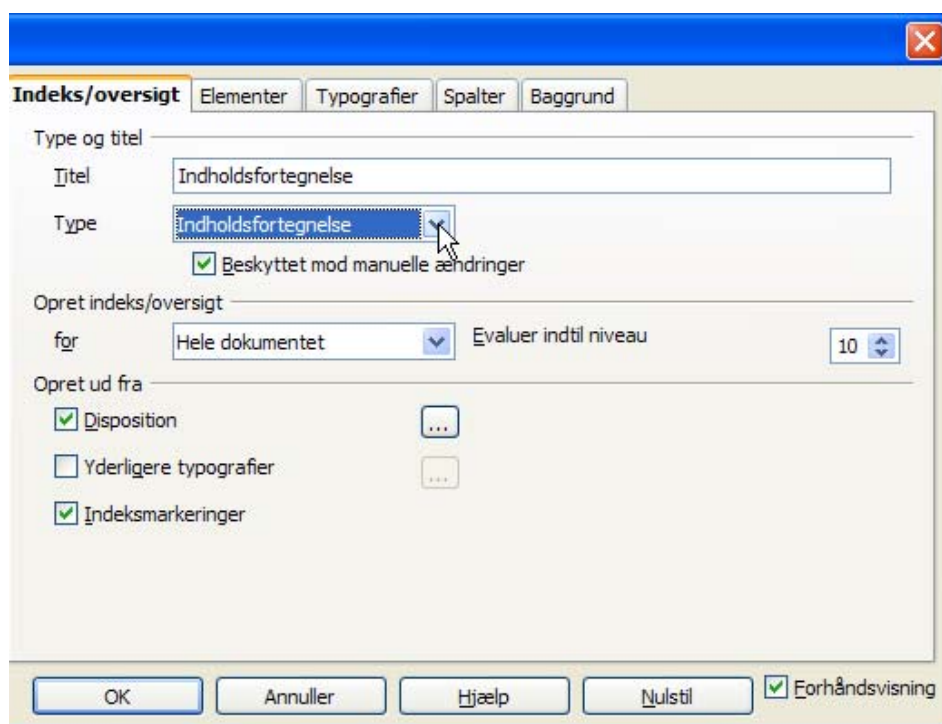 Indeks/oversigt Elementer Typografier Spalter Baggrund
Type og titel
Titel Indholdsfortegnelse
Type Indholdsfortegnelse
Beskyttet mod manuelle ændringer
Opret indeks/oversigt
for Hele dokumentet Evaluer indtil niveau 10
Opret ud fra
Disposition ...
Yderligere typografier ...
Indeksmarkeringer
OK Annuller Hjælp Nulstil Forhåndsvisning